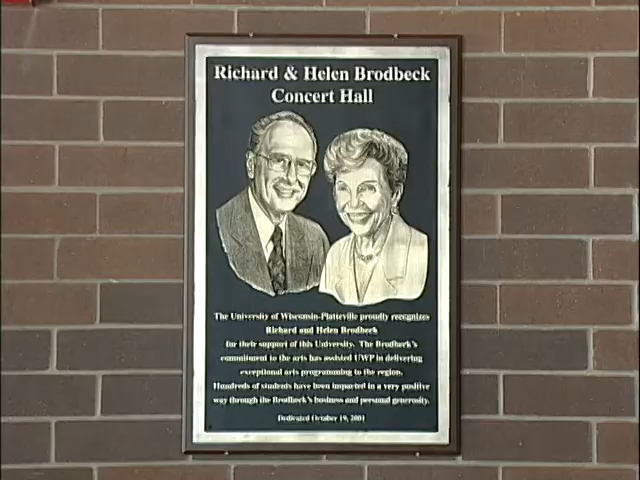 Richard & Helen Brodbeck
Concert Hall
The University of Wisconsin-Platteville proudly recognizes
Richard and Helen Brodbeck
for their support of this University. The Brodbeck's
commitment to the arts has assisted UWP in delivering
exceptional arts programming to the region.
Hundreds of students have been impacted in a very positive
way through the Brodbeck's business and personal generosity.
Dedicated October 19, 2001